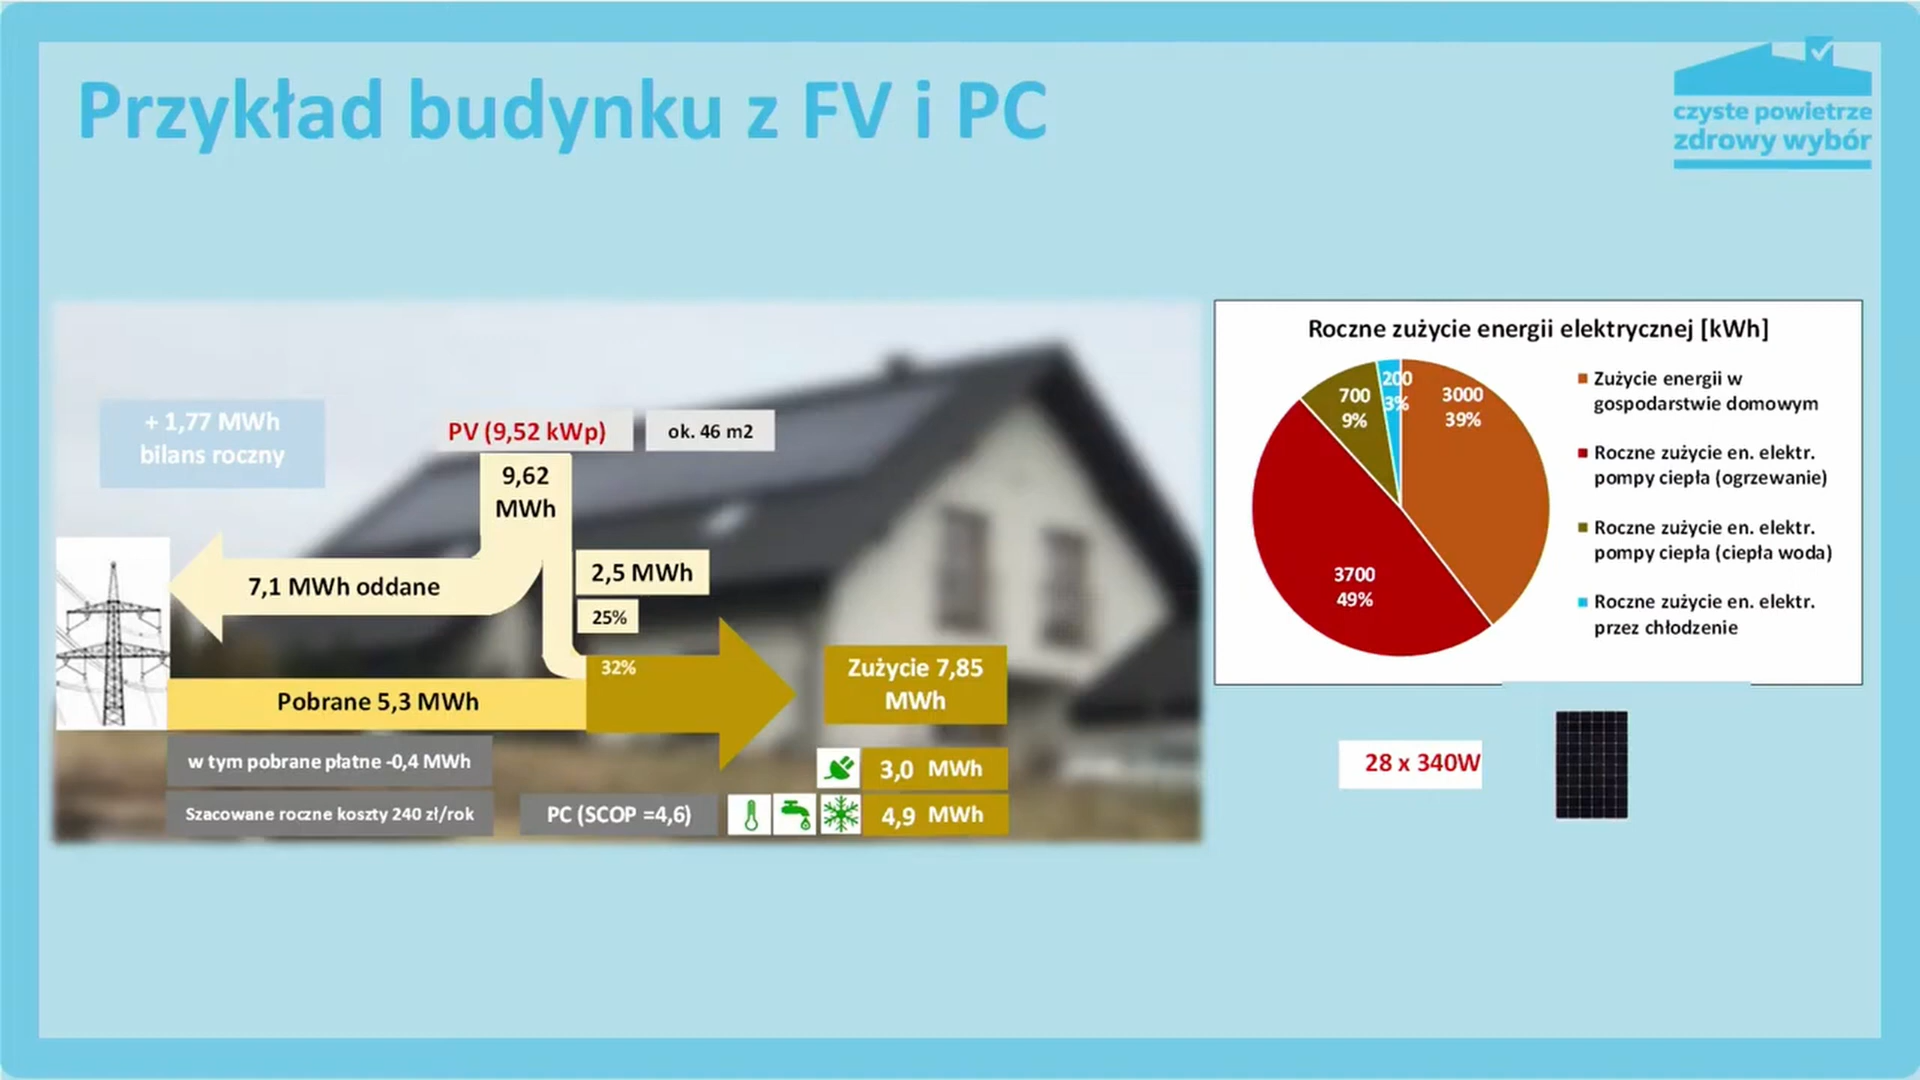 Przykład budynku z FV i PC
czyste powietrze
zdrowy wybór
+ 1,77 MWh
bilans roczny
PV (9,52 kWp)
ok. 46 m2
9,62
MWh
7,1 MWh oddane
2,5 MWh
25%
32%
Pobrane 5,3 MWh
Zużycie 7,85
MWh
w tym pobrane płatne -0,4 MWh
3,0 MWh
Szacowane roczne koszty 240 zł/rok
PC (SCOP =4,6)
4,9 MWh
Roczne zużycie energii elektrycznej [kWh]
200
3%
700
9%
3000
39%
3700
49%
Zużycie energii w
gospodarstwie domowym
Roczne zużycie en. elektr.
pompy ciepła (ogrzewanie)
Roczne zużycie en. elektr.
pompy ciepła (ciepła woda)
Roczne zużycie en. elektr.
przez chłodzenie
28 x 340W